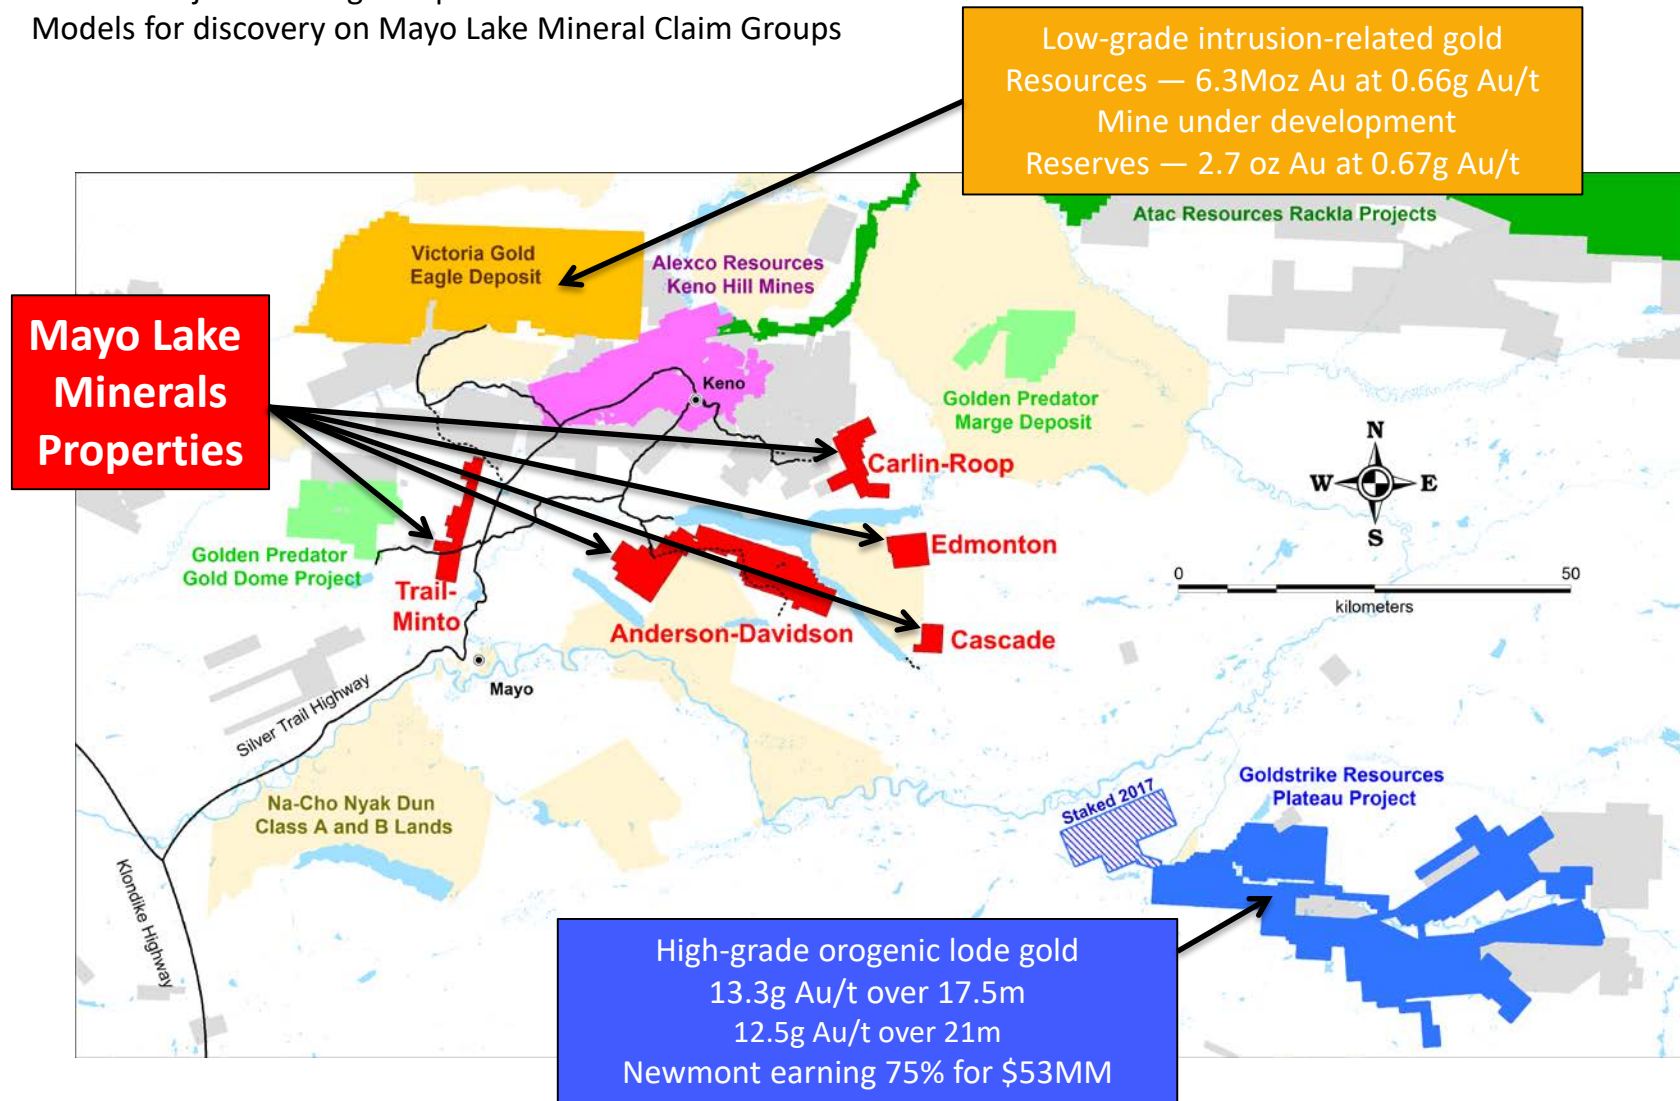 Models for discovery on Mayo Lake Mineral Claim Groups
Low-grade intrusion-related gold
Resources — 6.3Moz Au at 0.66g Au/t
Mine under development
Reserves — 2.7 oz Au at 0.67g Au/t
Atac Resources Rackla Projects
Victoria Gold
Eagle Deposit
Alexco Resources
Keno Hill Mines
Mayo Lake
Minerals
Properties
Keno
Golden Predator
Marge Deposit
Carlin-Roop
N
W
E
S
Edmonton
Golden Predator
Gold Dome Project
Trail-
Minto
0
50
kilometers
Anderson-Davidson
Cascade
Mayo
Silver Trail Highway
Na-Cho Nyak Dun
Class A and B Lands
Klondike Highway
Staked 2017
Goldstrike Resources
Plateau Project
High-grade orogenic lode gold
13.3g Au/t over 17.5m
12.5g Au/t over 21m
Newmont earning 75% for $53MM